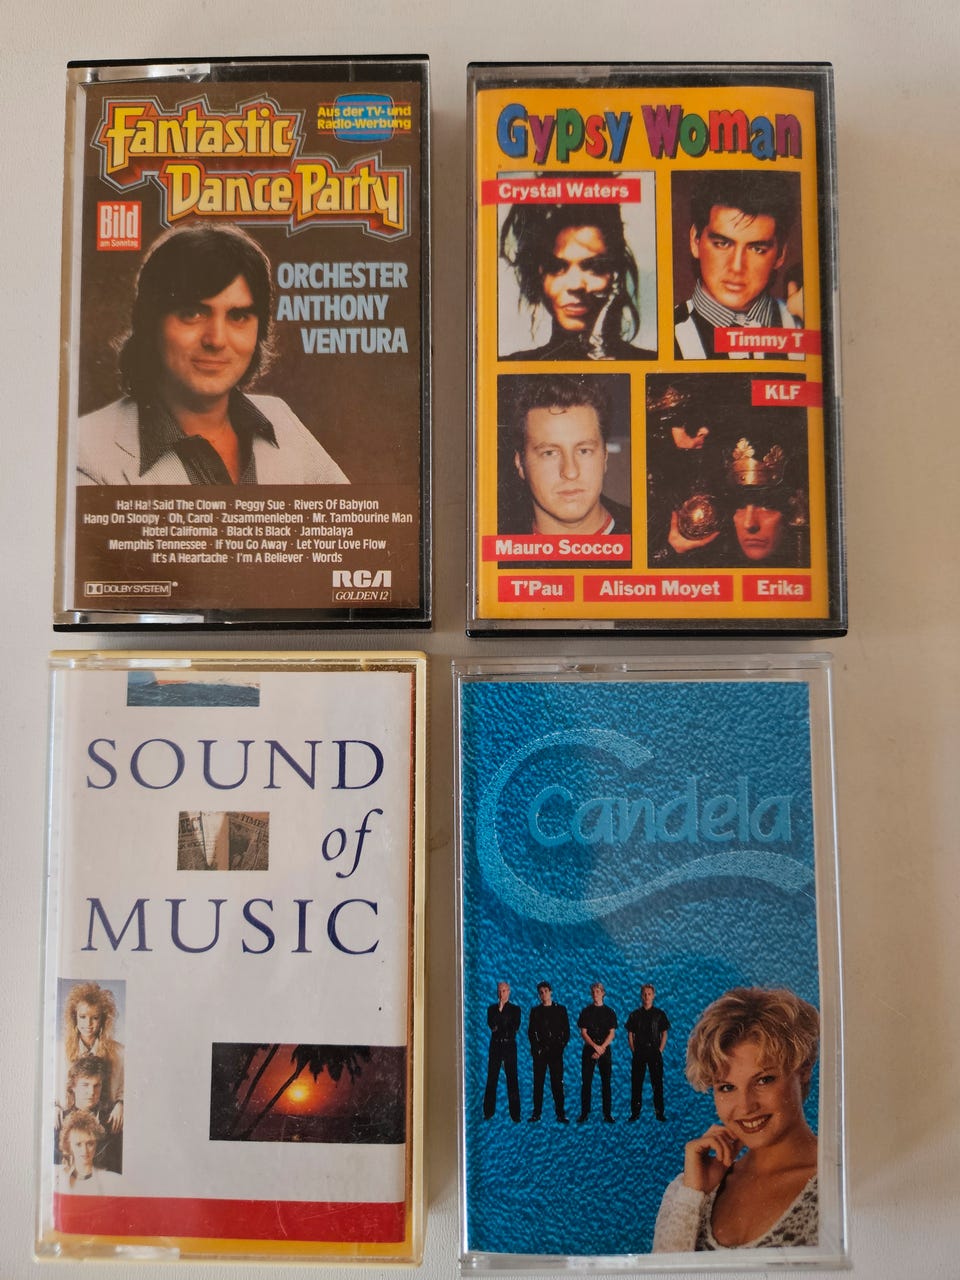 Fantastic
Dance Party
Aus der TV- und
Radio-Werbung
Bild
am Sonntag
ORCHESTER
ANTHONY
VENTURA
Ha! Ha! Said The Clown · Peggy Sue · Rivers Of Babylon
Hang On Sloopy · Oh, Carol · Zusammenleben · Mr. Tambourine Man
Hotel California · Black Is Black · Jambalaya
Memphis Tennessee · If You Go Away · Let Your Love Flow
It's A Heartache · I'm A Believer · Words
DOLBY SYSTEM
RCA
GOLDEN 12
Gypsy Woman
Crystal Waters
Timmy T
KLF
Mauro Scocco
T'Pau
Alison Moyet
Erika
SOUND
of
MUSIC
TIME
Candela